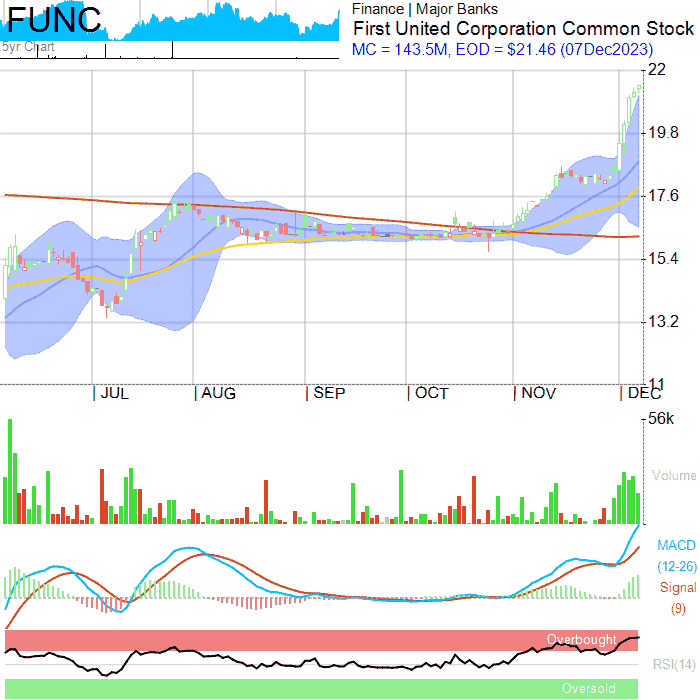 FUNC
5yr Chart
Finance | Major Banks
First United Corporation Common Stock
MC = 143.5M, EOD = $21.46 (07Dec2023)
22
19.8
17.6
15.4
13.2
11
JUL AUG SEP OCT NOV DEC
56k
Volume
MACD
(12-26)
Signal
(9)
Overbought
RSI(14)
Oversold